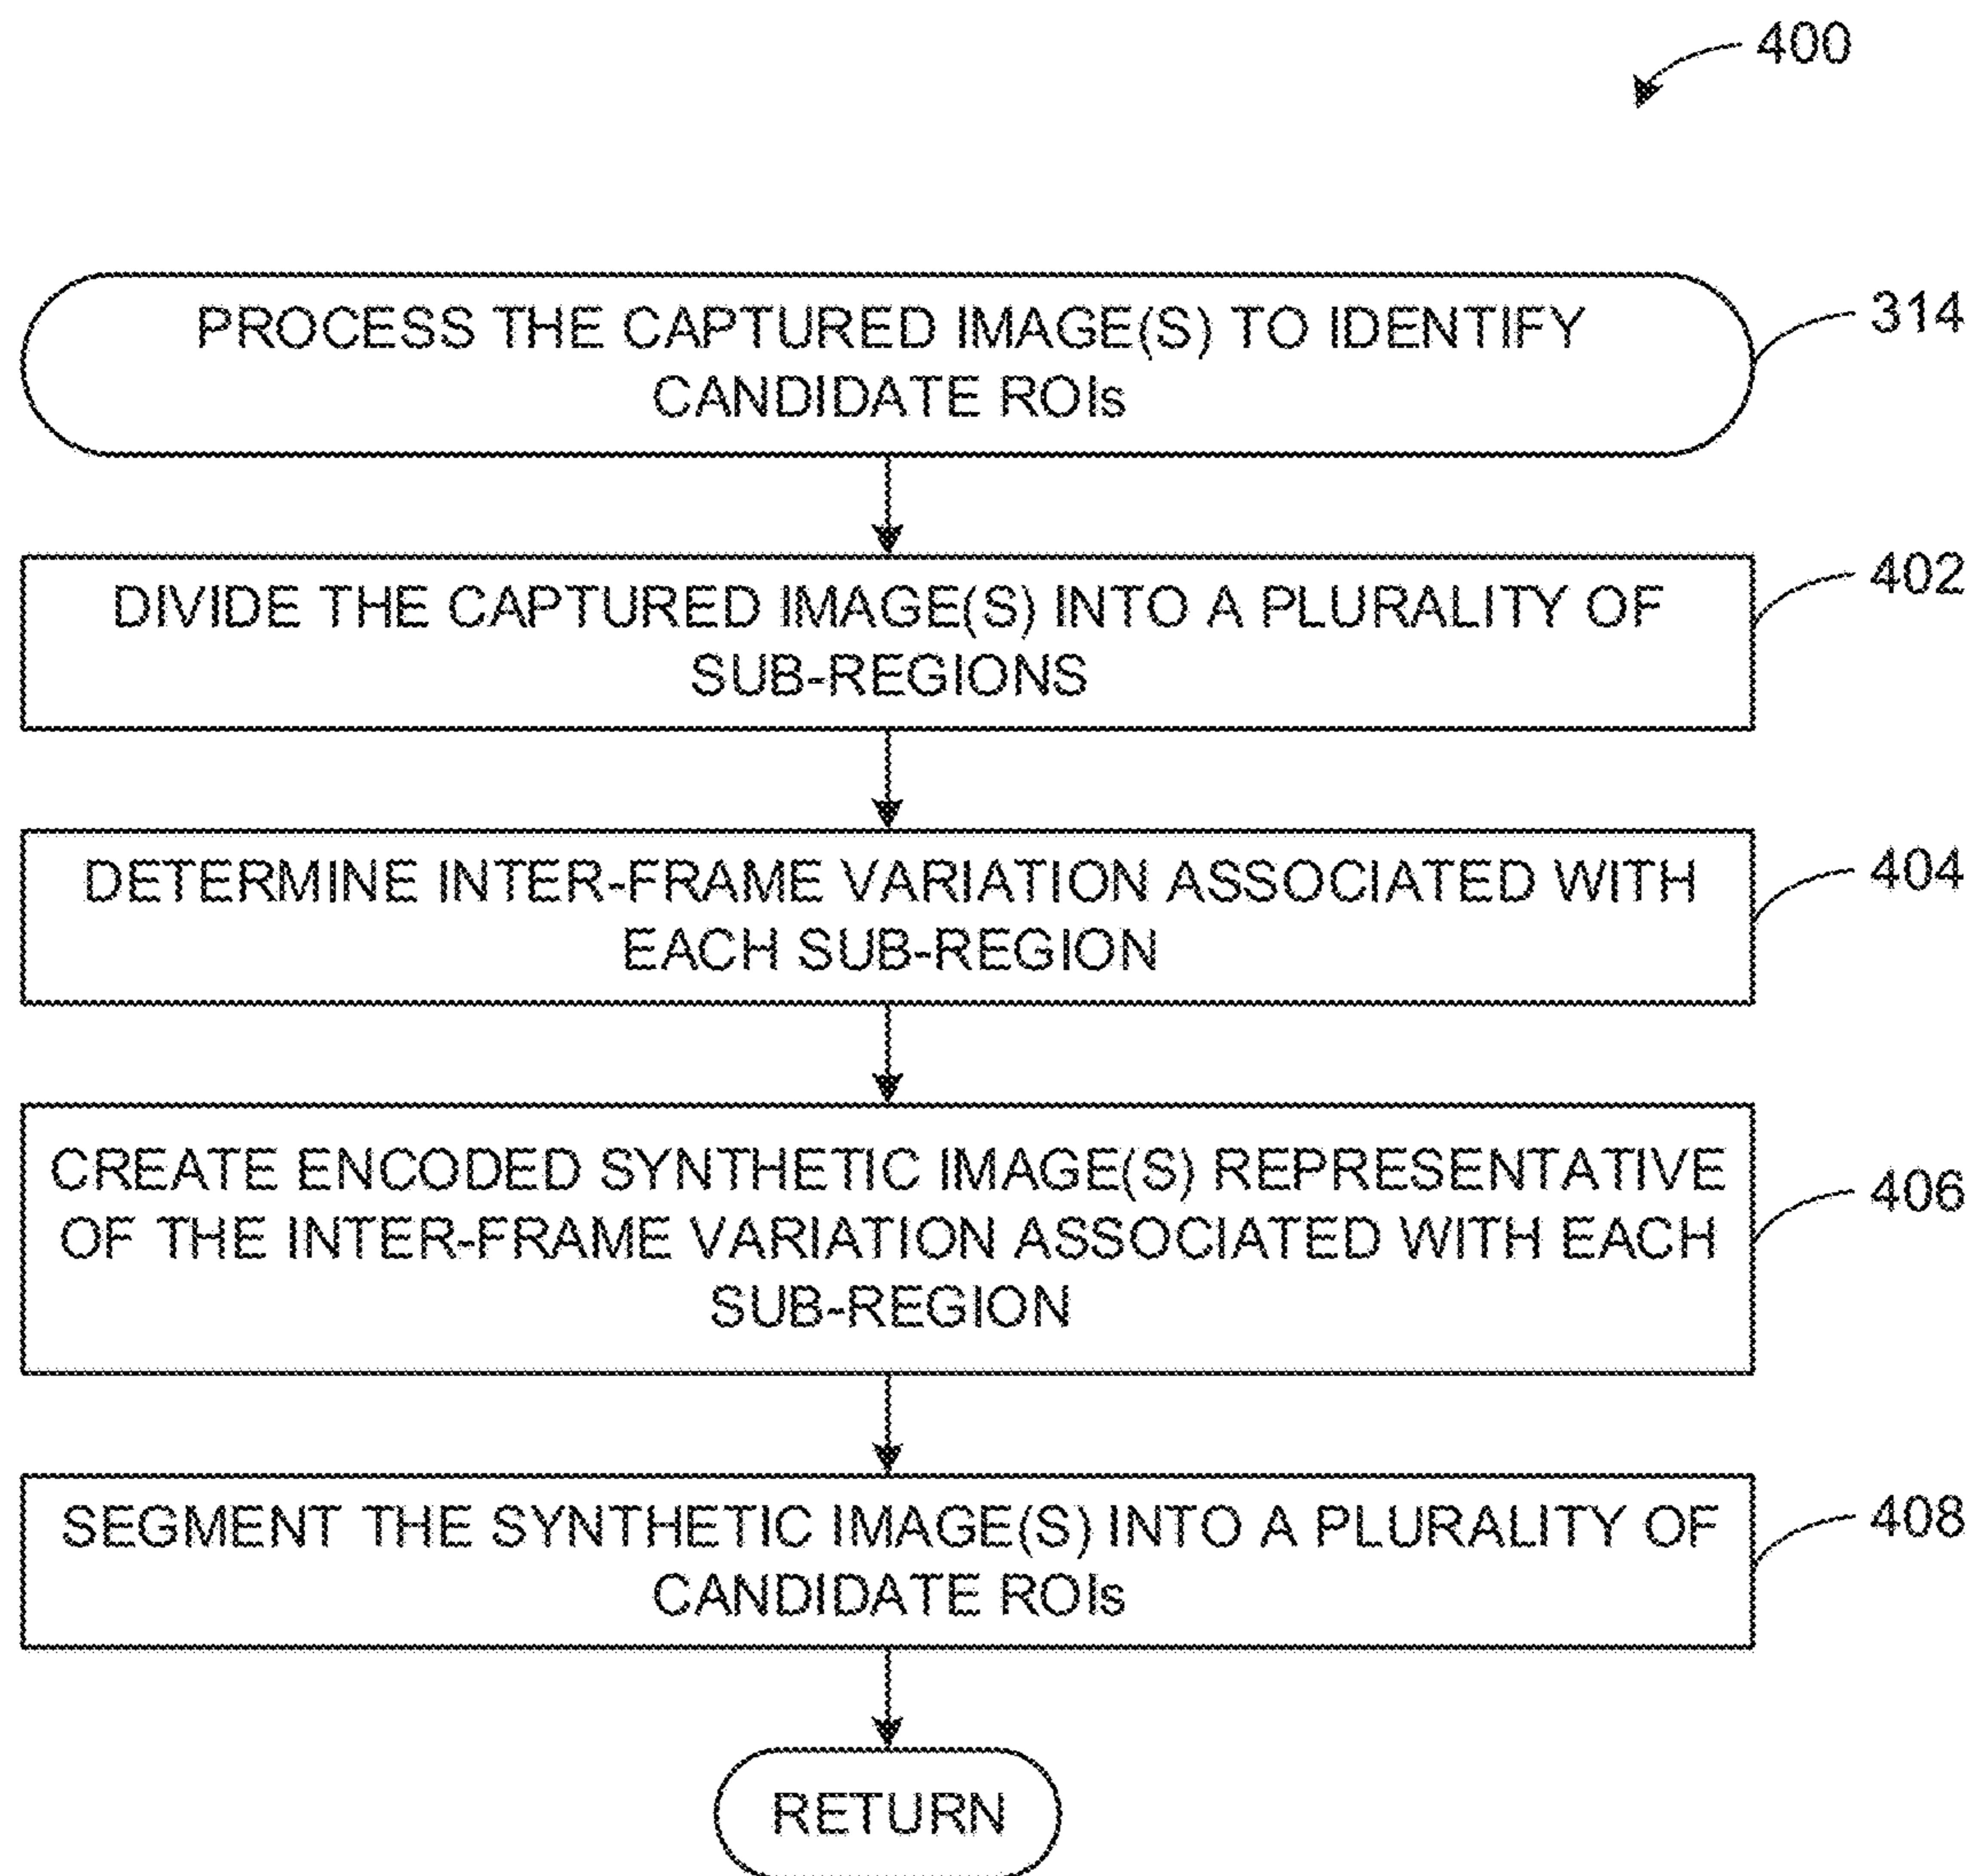 400
PROCESS THE CAPTURED IMAGE(S) TO IDENTIFY
CANDIDATE ROIs
314
DIVIDE THE CAPTURED IMAGE(S) INTO A PLURALITY OF
SUB-REGIONS
402
DETERMINE INTER-FRAME VARIATION ASSOCIATED WITH
EACH SUB-REGION
404
CREATE ENCODED SYNTHETIC IMAGE(S) REPRESENTATIVE
OF THE INTER-FRAME VARIATION ASSOCIATED WITH EACH
SUB-REGION
406
SEGMENT THE SYNTHETIC IMAGE(S) INTO A PLURALITY OF
CANDIDATE ROIs
408
RETURN